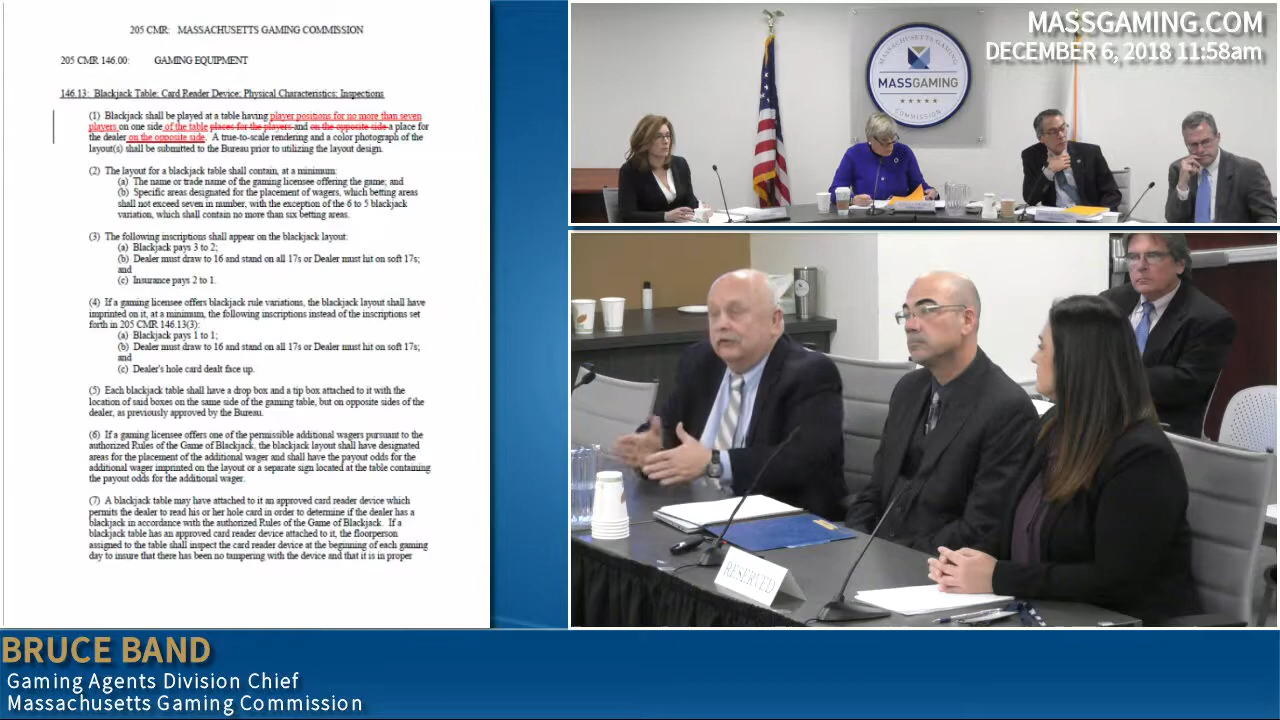 205 CMR: MASSACHUSETTS GAMING COMMISSION
205 CMR 146.00: GAMING EQUIPMENT
146.13: Blackjack Table; Card Reader Device; Physical Characteristics; Inspections
(1) Blackjack shall be played at a table having player positions for no more than seven
players on one side of the table places for the players and on the opposite side a place for
the dealer on the opposite side. A true-to-scale rendering and a color photograph of the
layout(s) shall be submitted to the Bureau prior to utilizing the layout design.
(2) The layout for a blackjack table shall contain, at a minimum:
(a) The name or trade name of the gaming licensee offering the game; and
(b) Specific areas designated for the placement of wagers, which betting areas
shall not exceed seven in number, with the exception of the 6 to 5 blackjack
variation, which shall contain no more than six betting areas.
(3) The following inscriptions shall appear on the blackjack layout:
(a) Blackjack pays 3 to 2;
(b) Dealer must draw to 16 and stand on all 17s or Dealer must hit on soft 17s;
and
(c) Insurance pays 2 to 1.
(4) If a gaming licensee offers blackjack rule variations, the blackjack layout shall have
imprinted on it, at a minimum, the following inscriptions instead of the inscriptions set
forth in 205 CMR 146.13(3):
(a) Blackjack pays 1 to 1;
(b) Dealer must draw to 16 and stand on all 17s or Dealer must hit on soft 17s;
and
(c) Dealer's hole card dealt face up.
(5) Each blackjack table shall have a drop box and a tip box attached to it with the
location of said boxes on the same side of the gaming table, but on opposite sides of the
dealer, as previously approved by the Bureau.
(6) If a gaming licensee offers one of the permissible additional wagers pursuant to the
authorized Rules of the Game of Blackjack, the blackjack layout shall have designated
areas for the placement of the additional wager and shall have the payout odds for the
additional wager imprinted on the layout or a separate sign located at the table containing
the payout odds for the additional wager.
(7) A blackjack table may have attached to it an approved card reader device which
permits the dealer to read his or her hole card in order to determine if the dealer has a
blackjack in accordance with the authorized Rules of the Game of Blackjack. If a
blackjack table has an approved card reader device attached to it, the floorperson
assigned to the table shall inspect the card reader device at the beginning of each gaming
day to insure that there has been no tampering with the device and that it is in proper
MASSGAMING.COM
DECEMBER 6, 2018 11:58am
MASSACHUSETTS GAMING
MASSGAMING
COMMISSION
RESERVED
BRUCE BAND
Gaming Agents Division Chief
Massachusetts Gaming Commission